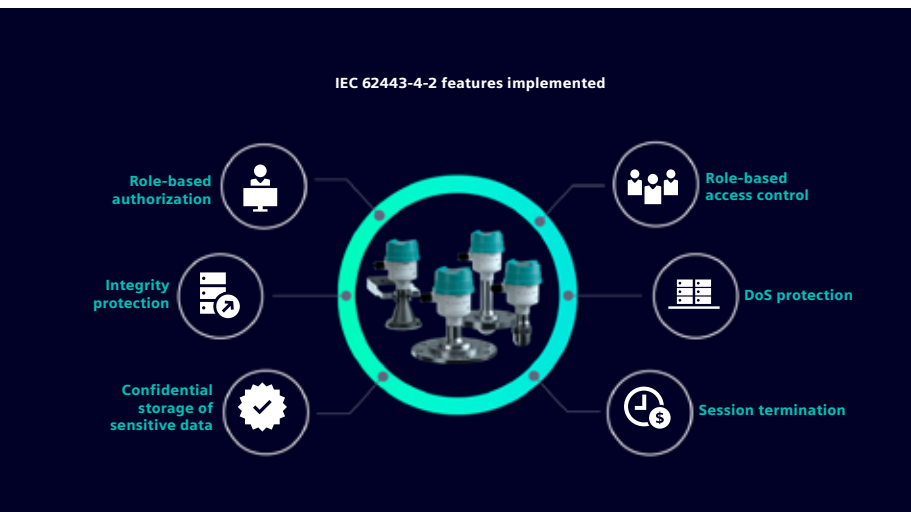 IEC 62443-4-2 features implemented
Role-based
authorization
Role-based
access control
Integrity
protection
DoS protection
Confidential
storage of
sensitive data
$
Session termination